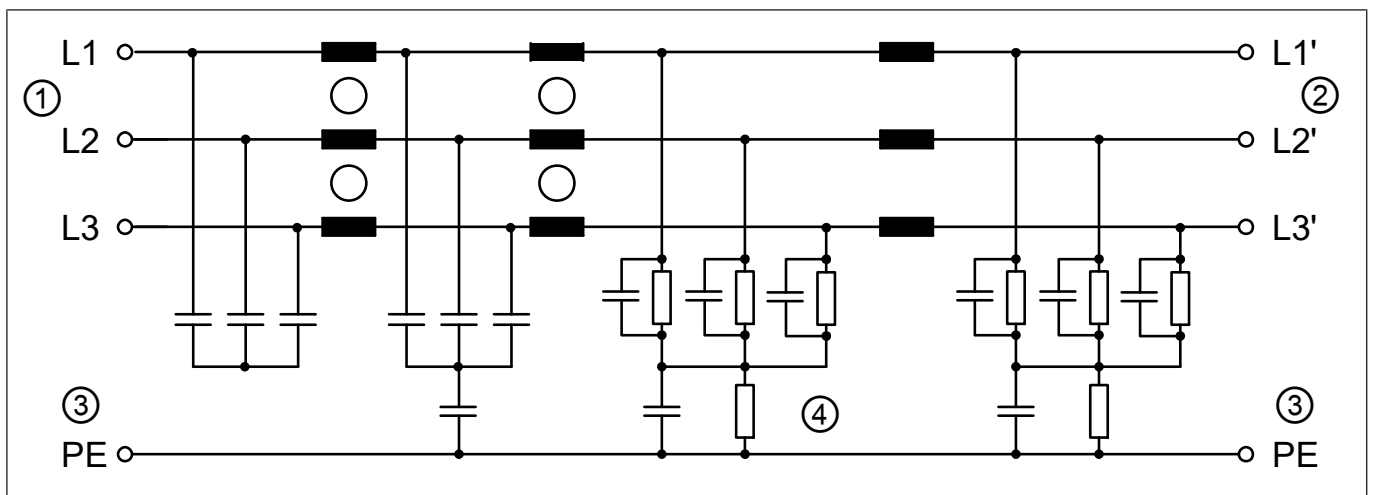 L1 L1'
① ②
L2 L2'
L3 L3'
③ ④ ③
PE PE